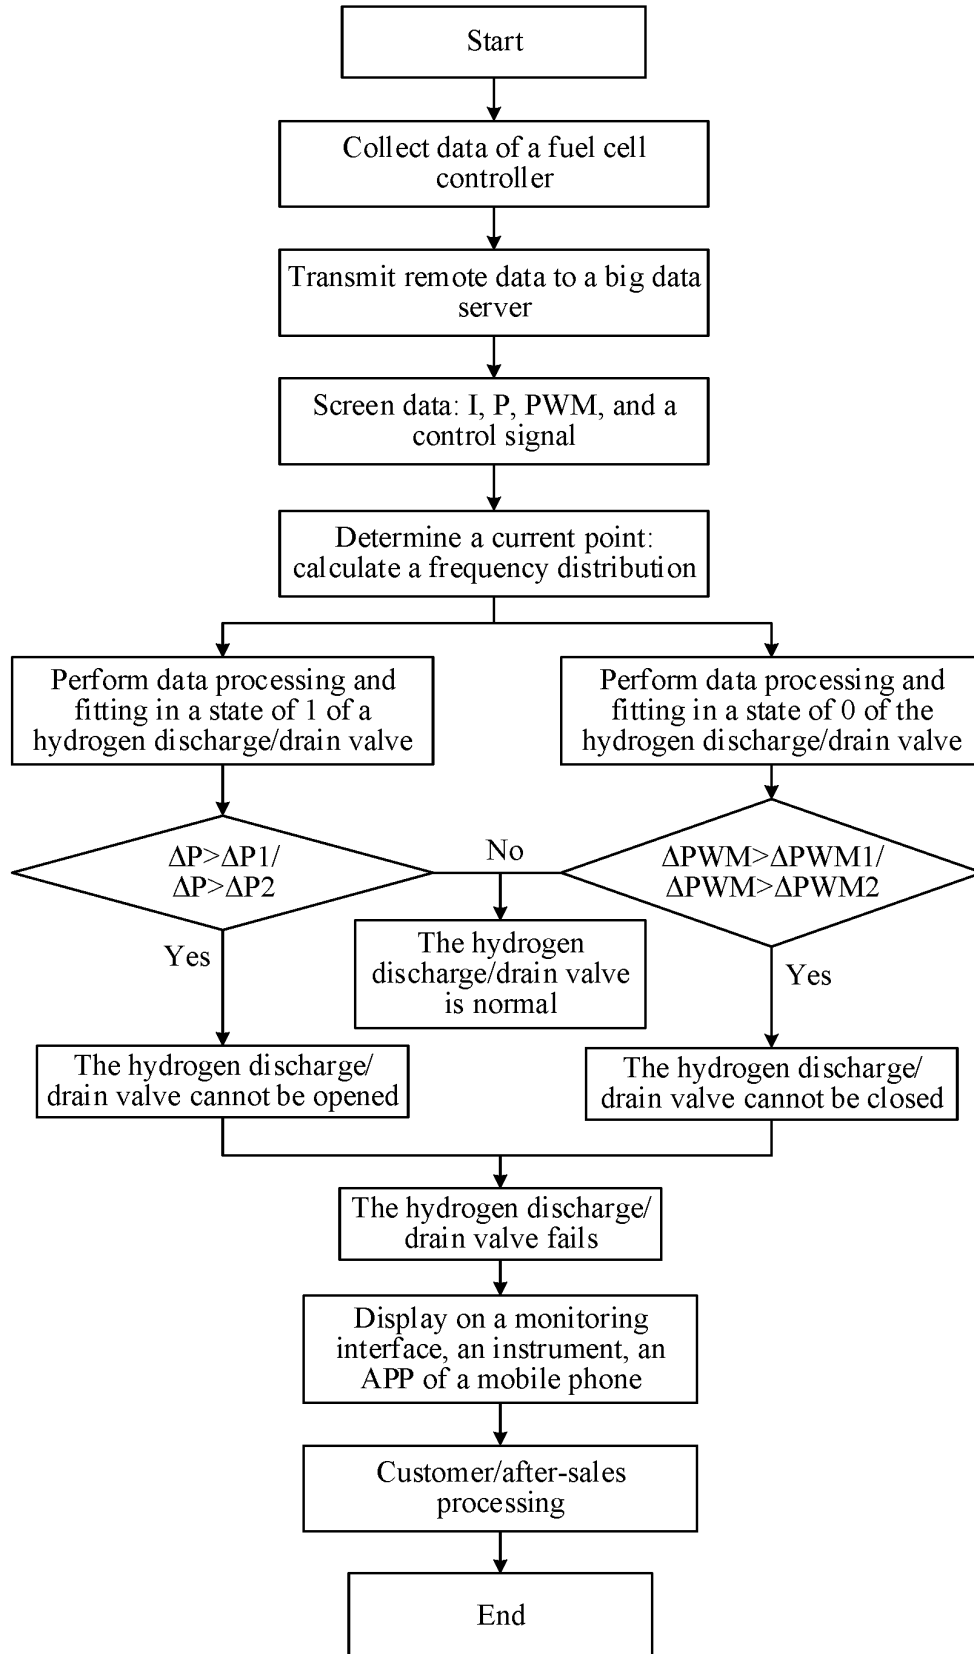 Start
Collect data of a fuel cell
controller
Transmit remote data to a big data
server
Screen data: I, P, PWM, and a
control signal
Determine a current point:
calculate a frequency distribution
Perform data processing and
fitting in a state of 1 of a
hydrogen discharge/drain valve
Perform data processing and
fitting in a state of 0 of the
hydrogen discharge/drain valve
ΔP>ΔP1/
ΔP>ΔP2
No
ΔPWM>ΔPWM1/
ΔPWM>ΔPWM2
Yes
The hydrogen
discharge/drain valve
is normal
Yes
The hydrogen discharge/
drain valve cannot be opened
The hydrogen discharge/
drain valve cannot be closed
The hydrogen discharge/
drain valve fails
Display on a monitoring
interface, an instrument, an
APP of a mobile phone
Customer/after-sales
processing
End